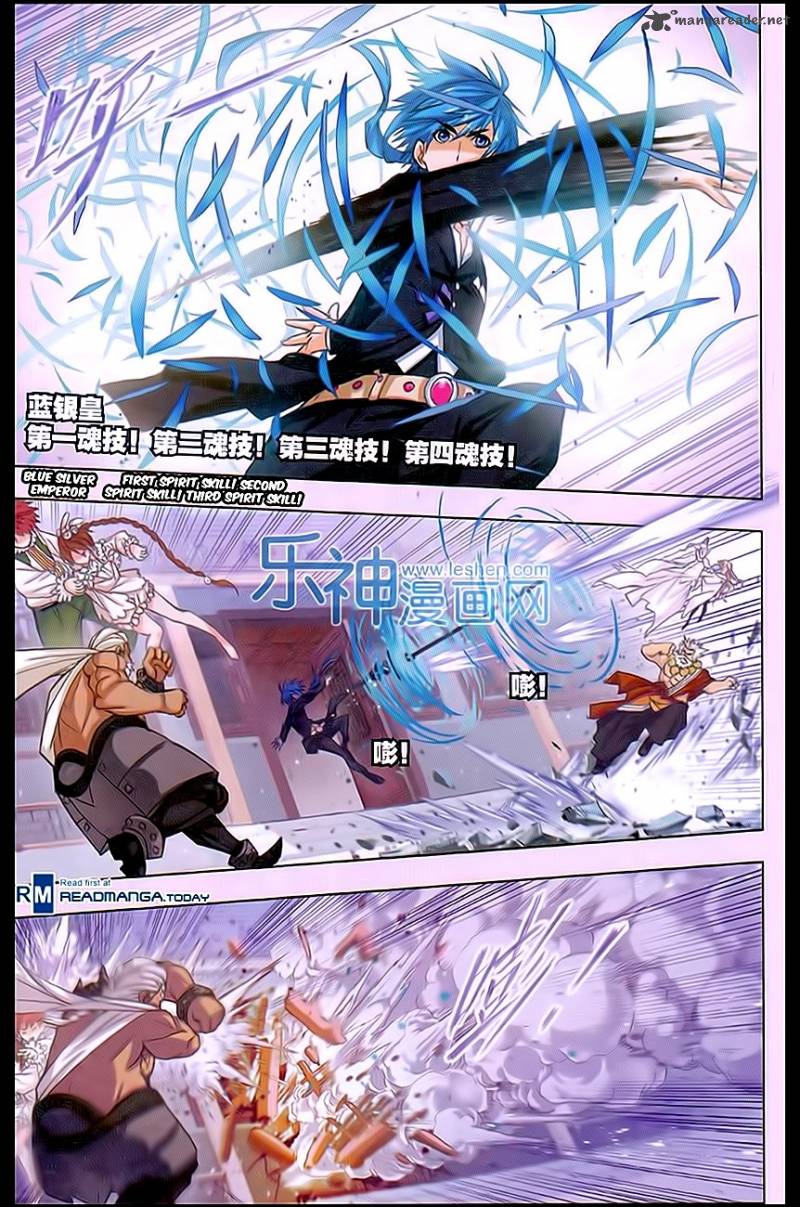 mangareader.net
蓝银皇
第一魂技！第二魂技！第三魂技！第四魂技！
BLUE SILVER
EMPEROR
FIRST SPIRIT SKILL! SECOND
SPIRIT SKILL! THIRD SPIRIT SKILL!
乐神漫画网
www.leshen.com
嘭！
嘭！
RM
Read first at
READMANGA.TODAY
嘭！